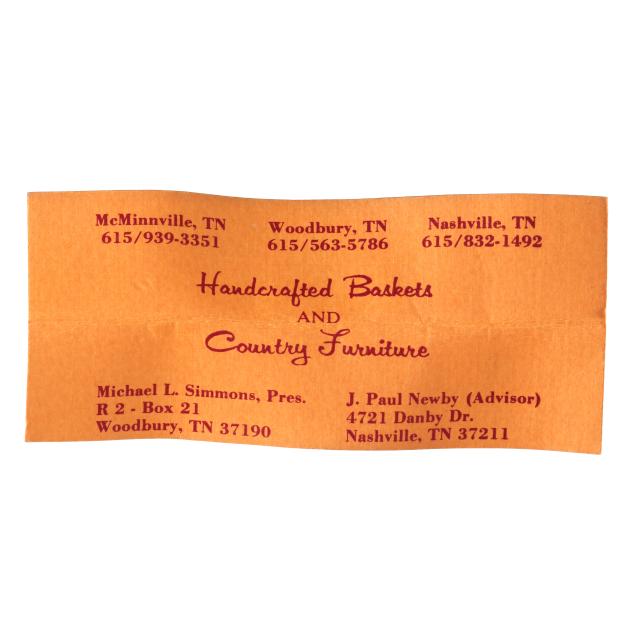 McMinnville, TN
615/939-3351
Woodbury, TN
615/563-5786
Nashville, TN
615/832-1492
Handcrafted Baskets
AND
Country Furniture
Michael L. Simmons, Pres.
R 2 - Box 21
Woodbury, TN 37190
J. Paul Newby (Advisor)
4721 Danby Dr.
Nashville, TN 37211